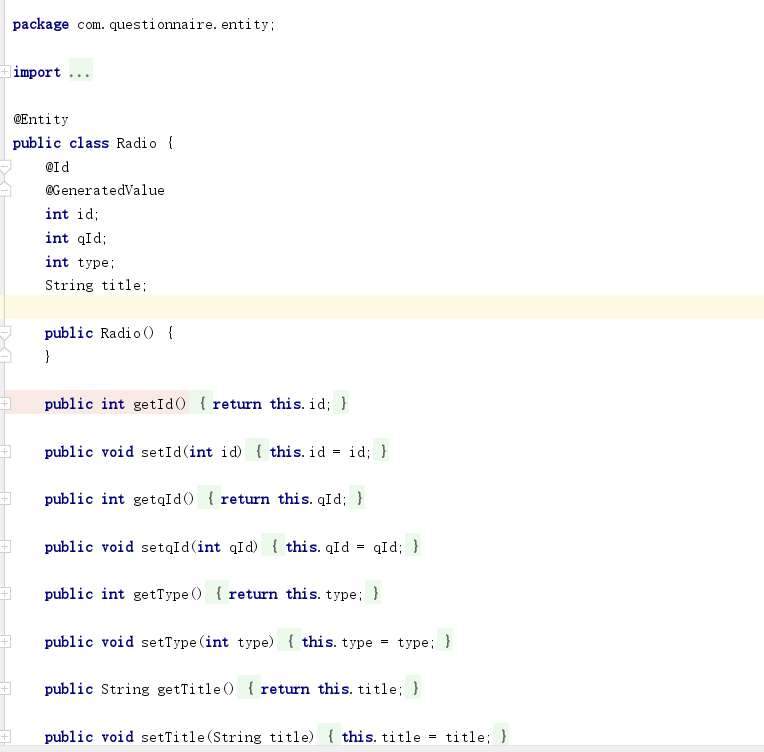 package com.questionnaire.entity;
import ...
@Entity
public class Radio {
@Id
@GeneratedValue
int id;
int qId;
int type;
String title;
public Radio() {
}
public int getId() { return this.id; }
public void setId(int id) { this.id = id; }
public int getqId() { return this.qId; }
public void setqId(int qId) { this.qId = qId; }
public int getType() { return this.type; }
public void setType(int type) { this.type = type; }
public String getTitle() { return this.title; }
public void setTitle(String title) { this.title = title; }